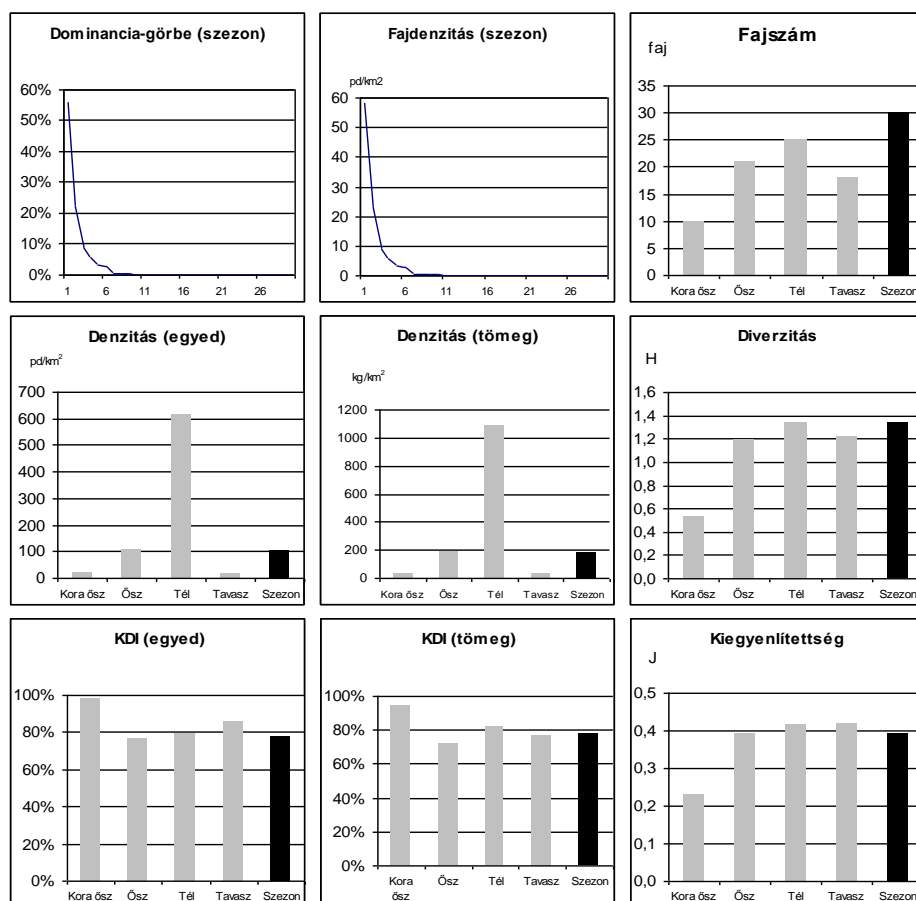 Dominancia-görbe (szezon)
60%
50%
40%
30%
20%
10%
0%
1 6 11 16 21 26
Fajdenzitás (szezon)
pd/km2
60
50
40
30
20
10
0
1 6 11 16 21 26
Fajszám
faj
35
30
25
20
15
10
5
0
Kora ősz Ősz Tél Tavasz Szezon
Denzitás (egyed)
pd/km²
700
600
500
400
300
200
100
0
Kora ősz Ősz Tél Tavasz Szezon
Denzitás (tömeg)
kg/km²
1200
1000
800
600
400
200
0
Kora ősz Ősz Tél Tavasz Szezon
Diverzitás
H
1,6
1,4
1,2
1,0
0,8
0,6
0,4
0,2
0,0
Kora ősz Ősz Tél Tavasz Szezon
KDI (egyed)
100%
80%
60%
40%
20%
0%
Kora ősz Ősz Tél Tavasz Szezon
KDI (tömeg)
100%
80%
60%
40%
20%
0%
Kora Ősz Tél Tavasz Szezon
ősz
Kiegyenlítettség
J
0,5
0,4
0,3
0,2
0,1
0,0
Kora ősz Ősz Tél Tavasz Szezon